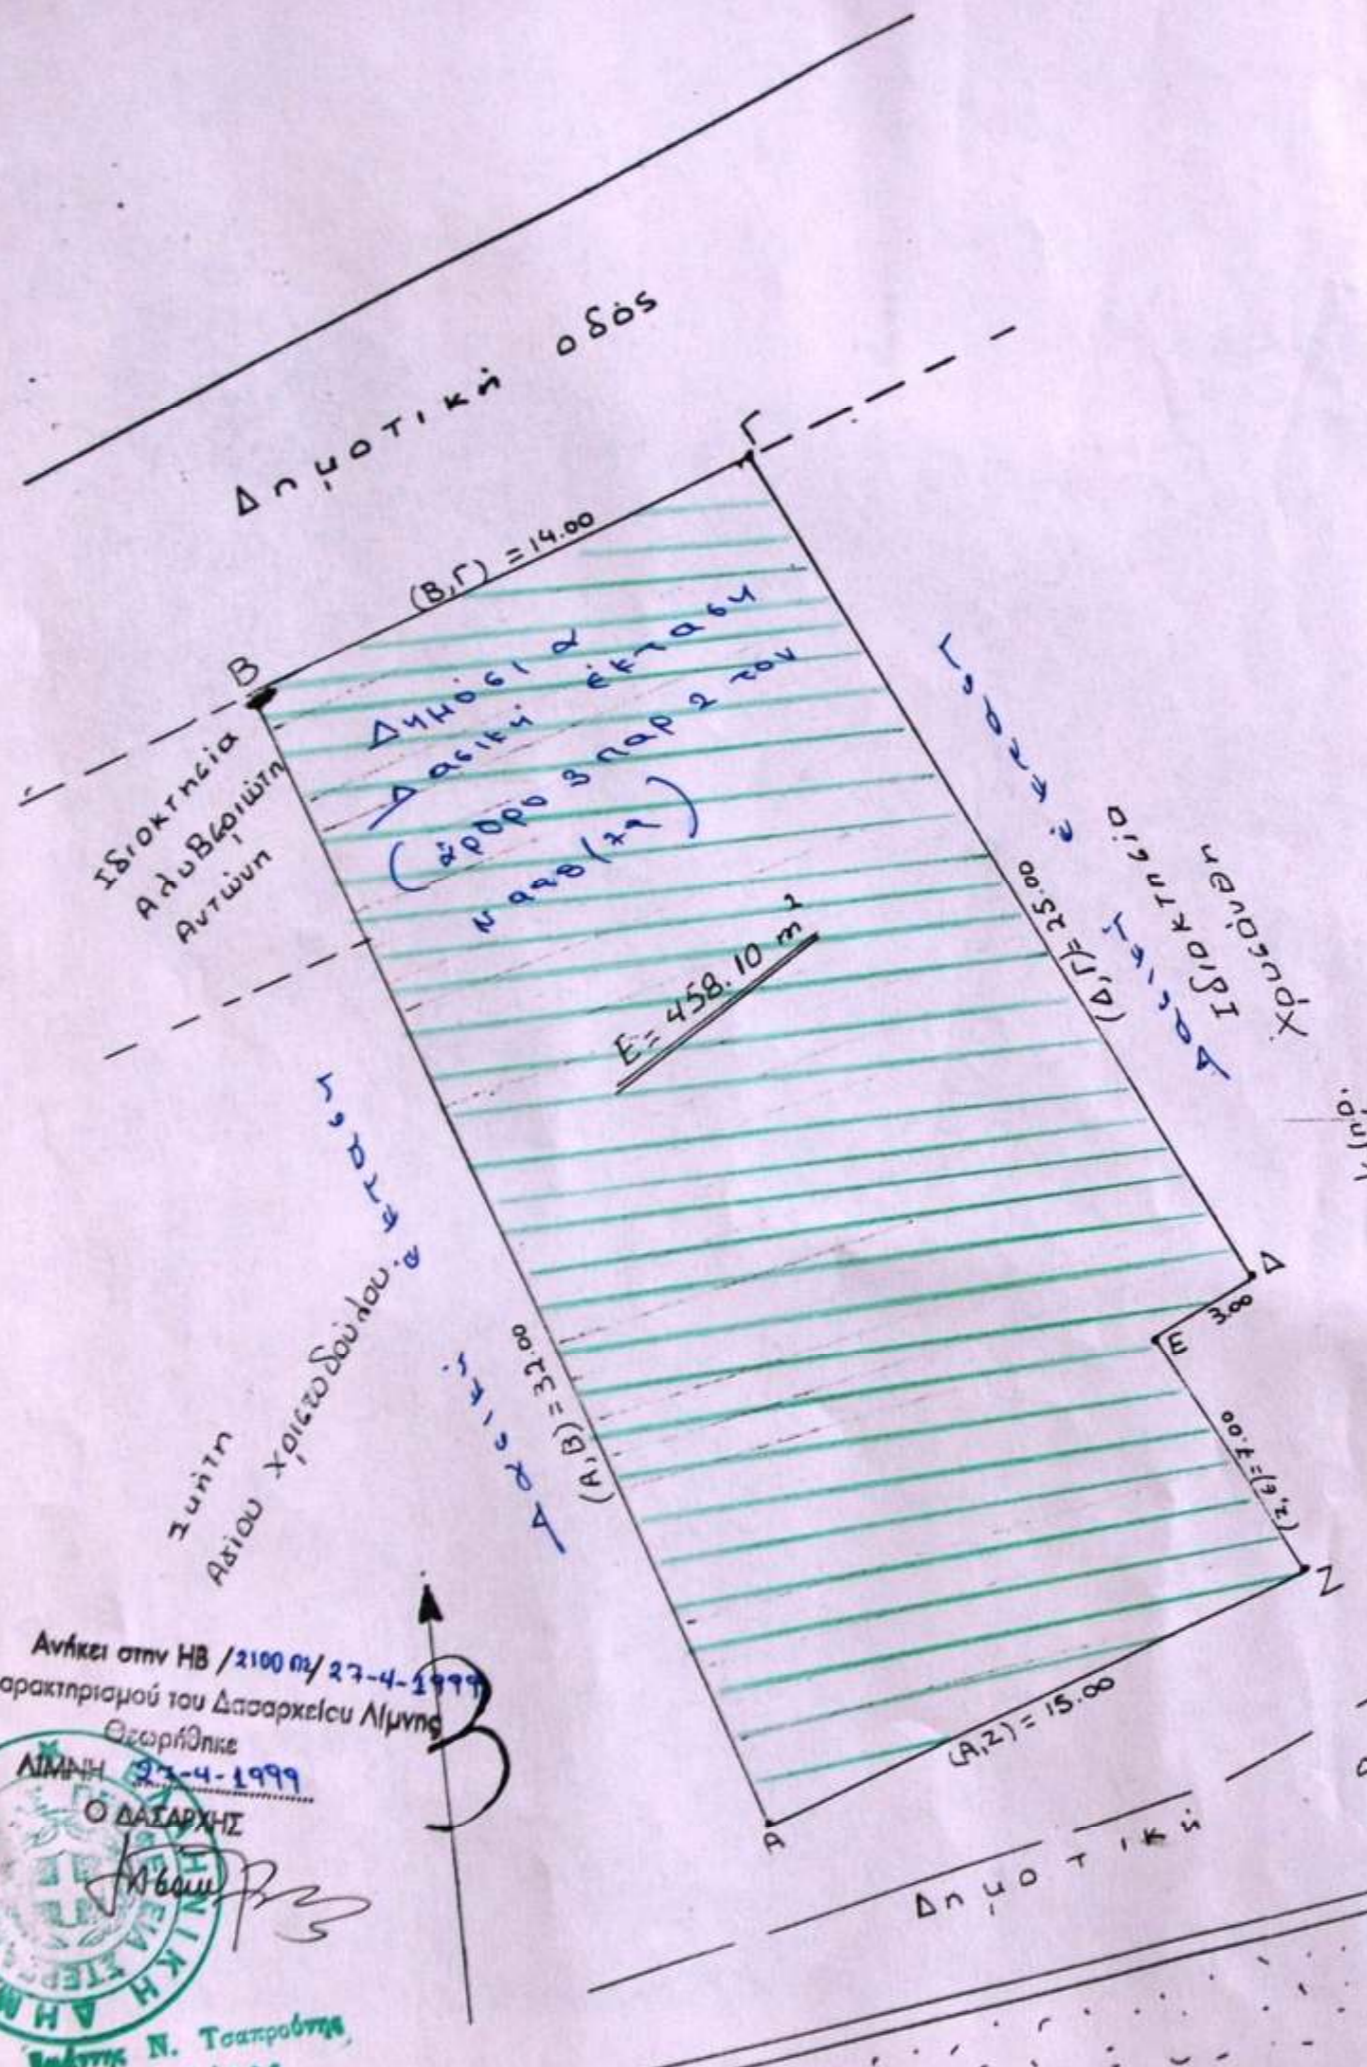 Δημοτική οδός
Γ
(Β,Γ) = 14.00
Β
Δημόσια
Δασική έκταση
(άρθρο 3 παρ 2 του
Ν 998/79)
Ιδιοκτησία
Αλυβιζιώτη
Αντώνη
Δασική έκταση
Ιδιοκτησία
Χρυσάνθη
(Δ,Γ) = 25.00
Ε = 458.10 m²
Δασική έκταση
Αγίου Χριστοδούλου
(Α,Β) = 32.00
Δ
3.00
Ε
(Ζ,Ε) = 7.00
Ζ
(Α,Ζ) = 15.00
Α
Δημοτική
Β
Ανήκει στην ΗΒ /2100 πε/ 27-4-1999
αρακτηρισμού του Δασαρχείου Λίμνης
Θεωρήθηκε
ΛΙΜΝΗ 27-4-1999
Ο ΔΑΣΑΡΧΗΣ
Ν. Τσαπρούνης